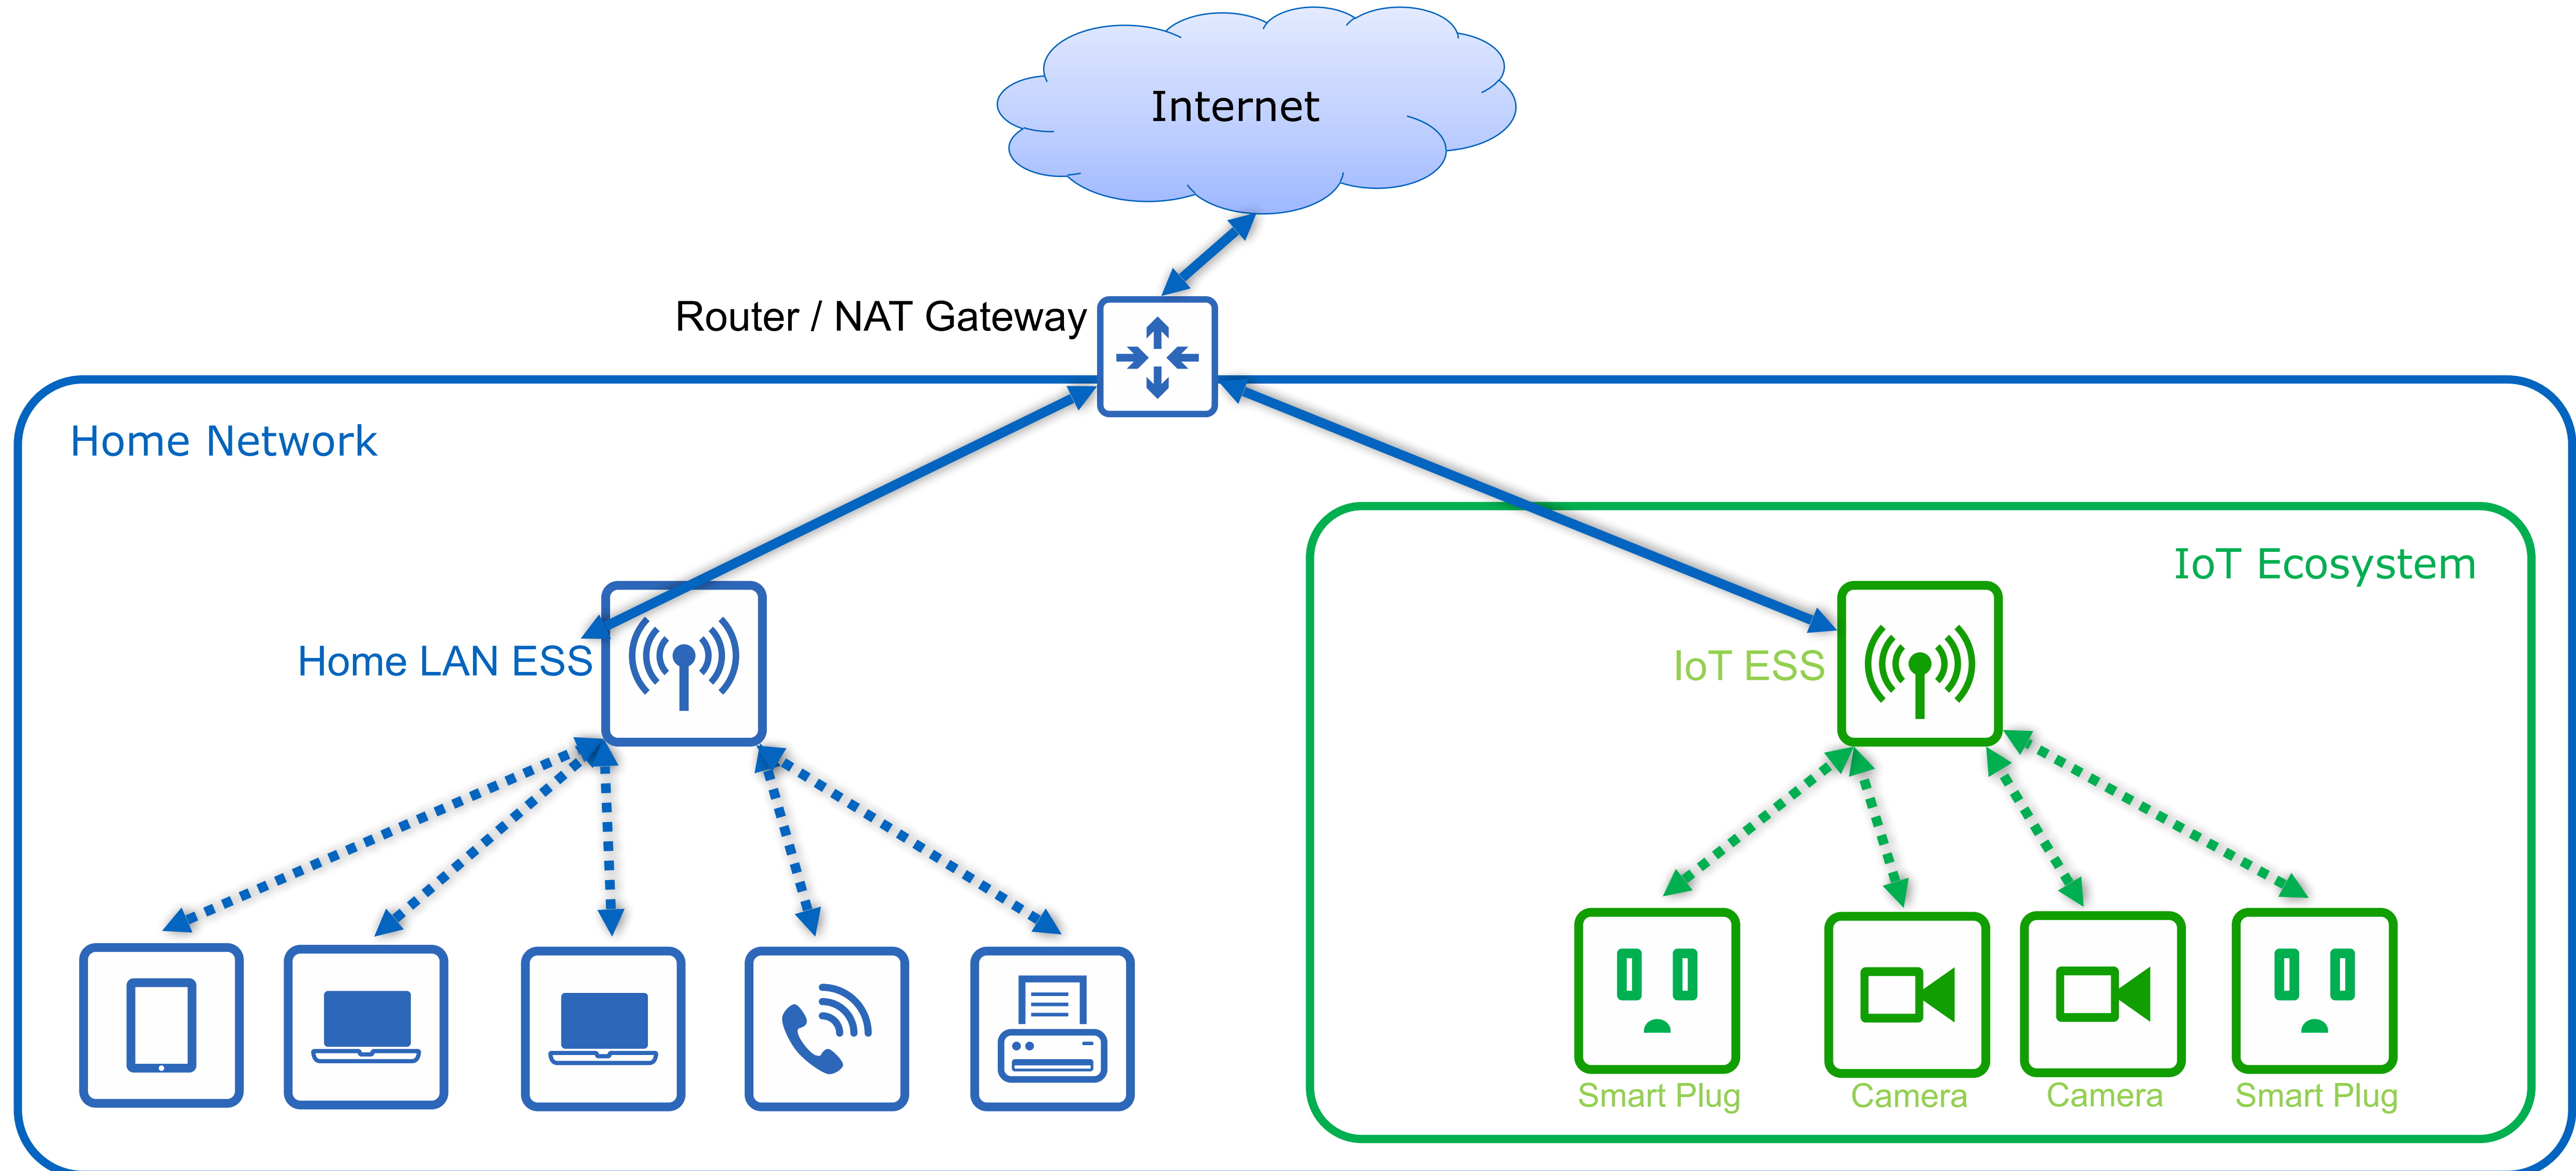 Internet
Router / NAT Gateway
Home Network
IoT Ecosystem
Home LAN ESS
IoT ESS
Smart Plug
Camera
Camera
Smart Plug